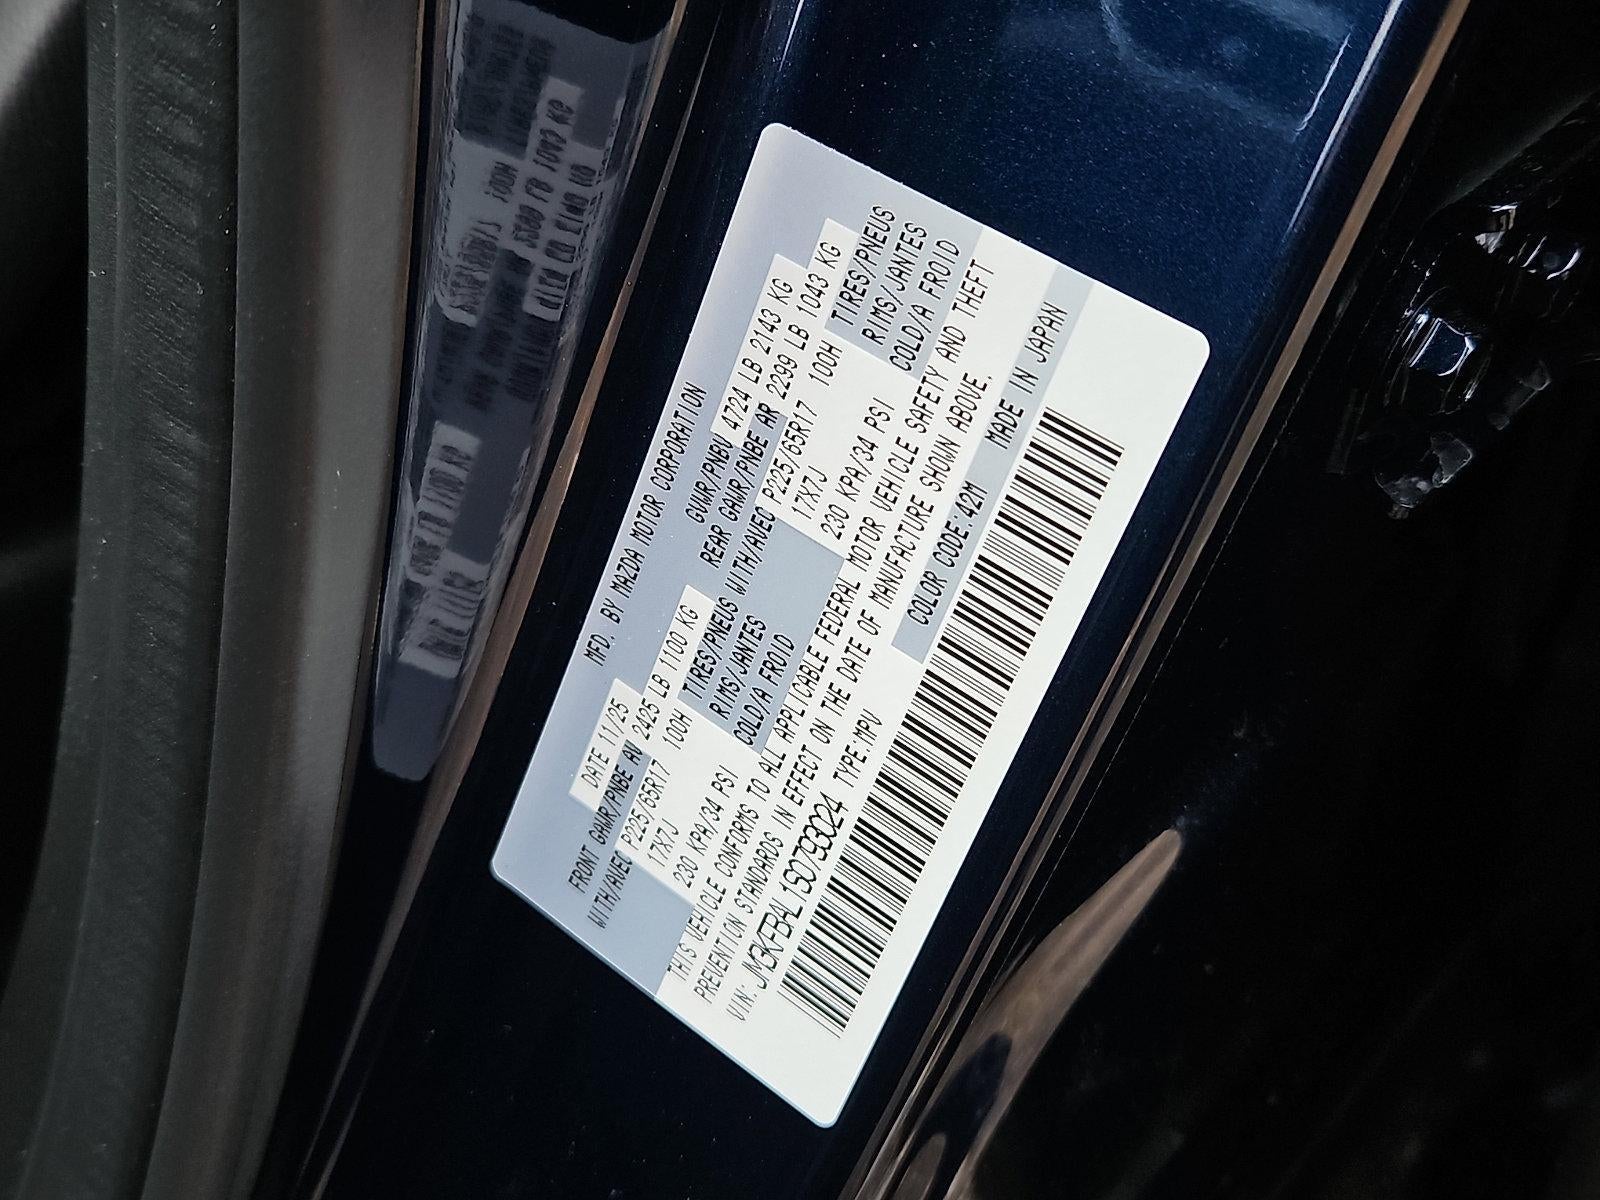 MFD. BY MAZDA MOTOR CORPORATION
DATE 11/25 GVWR/PNBV 4724 LB 2143 KG
FRONT GAWR/PNBE AV 2425 LB 1100 KG REAR GAWR/PNBE AR 2299 LB 1043 KG
WITH/AVEC P225/65R17 100H TIRES/PNEUS WITH/AVEC P225/65R17 100H TIRES/PNEUS
17X7J RIMS/JANTES 17X7J RIMS/JANTES
230 KPA/34 PSI COLD/A FROID 230 KPA/34 PSI COLD/A FROID
THIS VEHICLE CONFORMS TO ALL APPLICABLE FEDERAL MOTOR VEHICLE SAFETY AND THEFT
PREVENTION STANDARDS IN EFFECT ON THE DATE OF MANUFACTURE SHOWN ABOVE.
VIN: JM3KFBHL1S0793024 TYPE:MPV COLOR CODE:42M MADE IN JAPAN